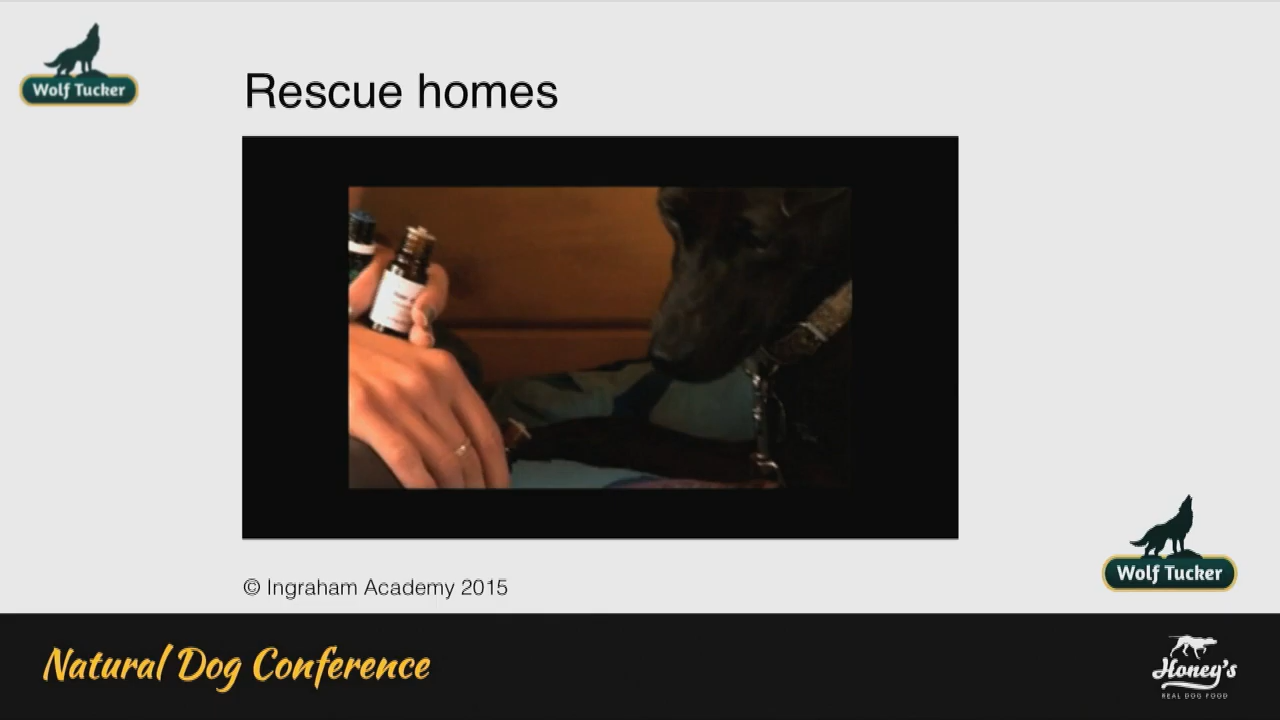 Wolf Tucker
Rescue homes
© Ingraham Academy 2015
Wolf Tucker
Natural Dog Conference
Honey's
REAL DOG FOOD